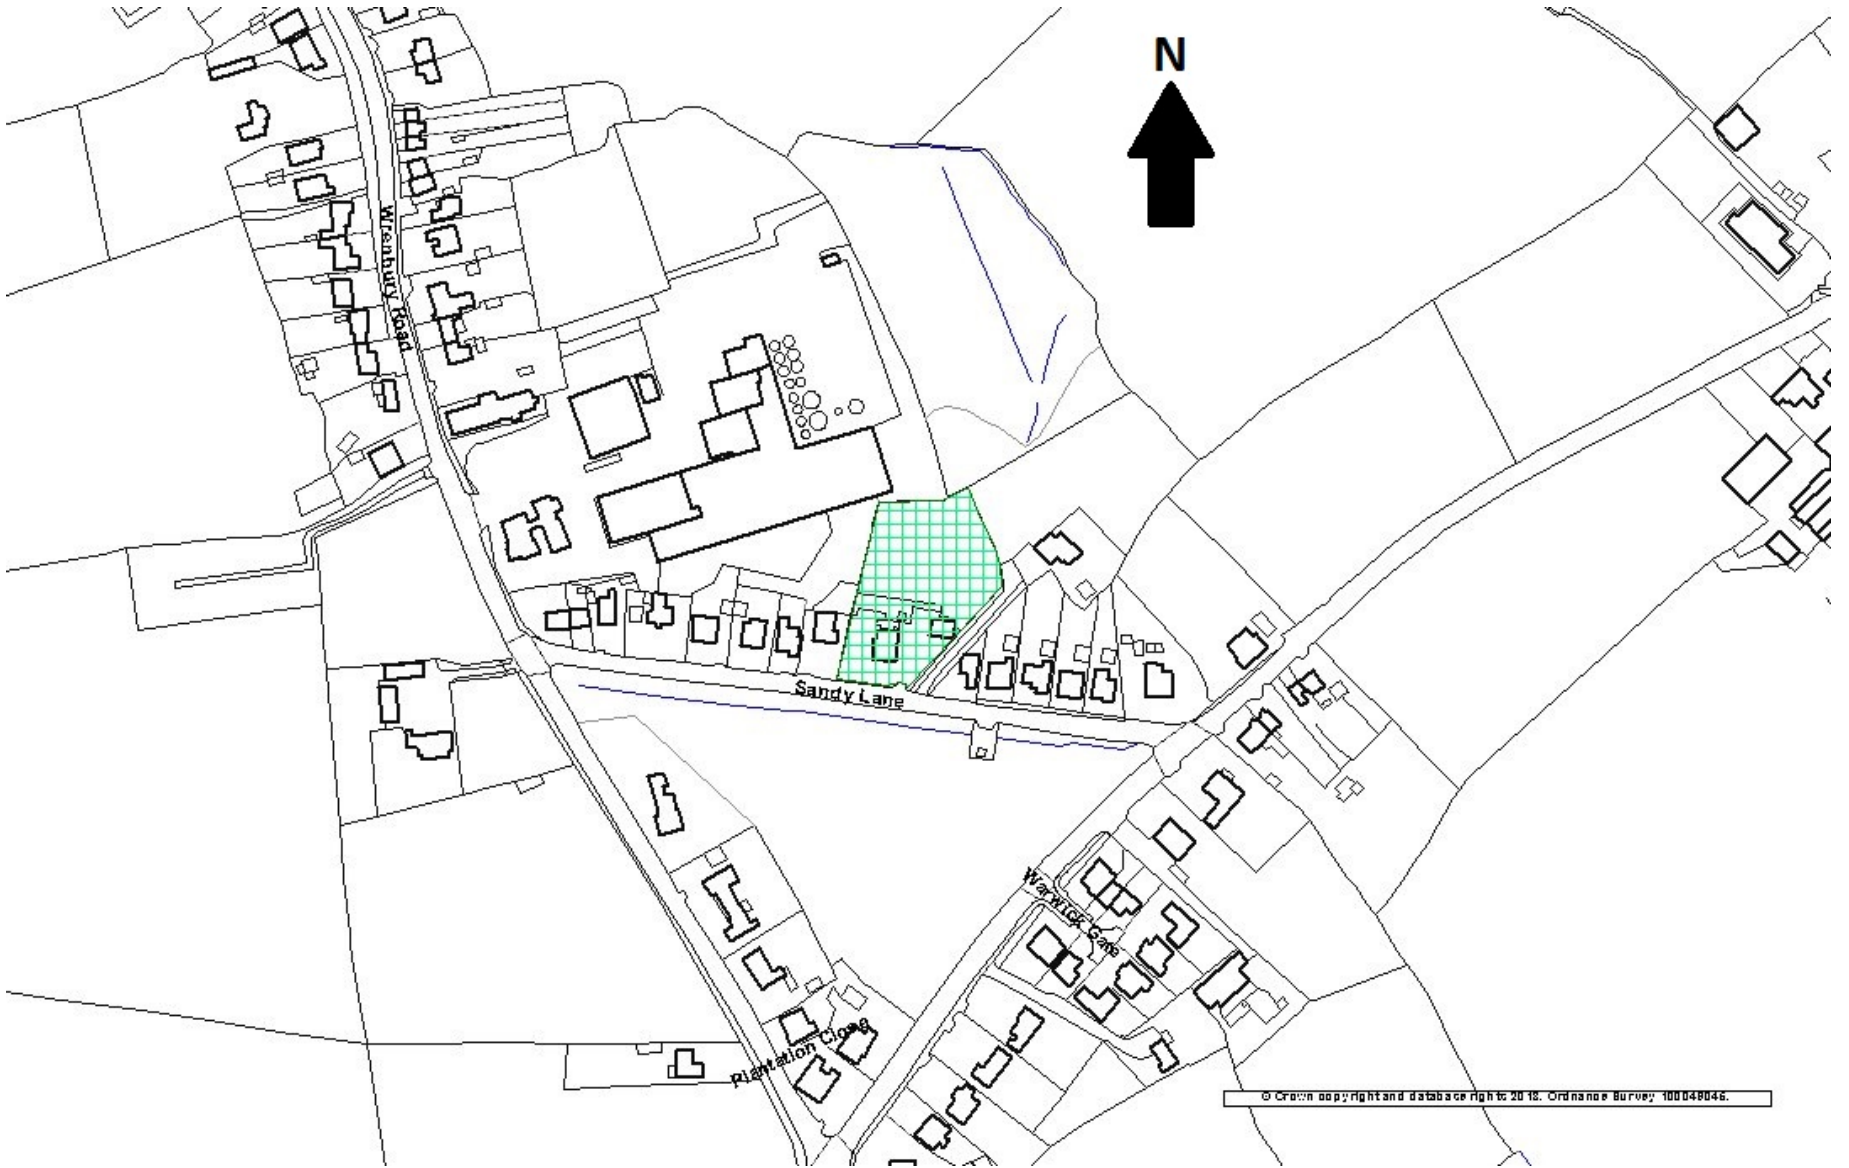 N
Wrenbury Road
Sandy Lane
Warwick Gate
Plantation Close
© Crown copyright and database rights 2018. Ordnance Survey 100049046.